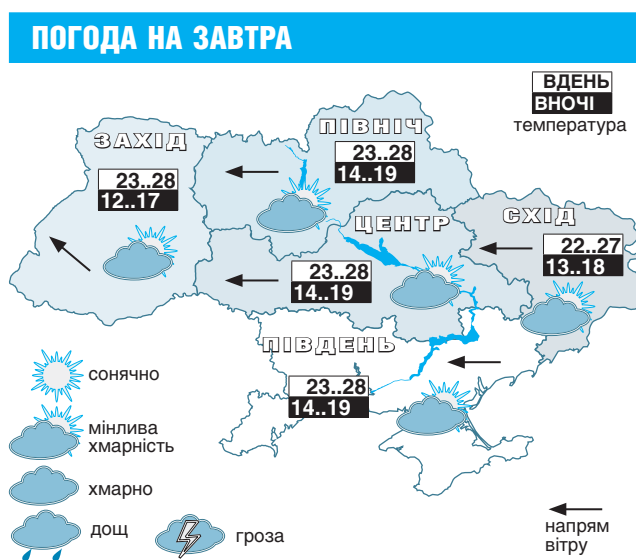 ПОГОДА НА ЗАВТРА
ВДЕНЬ
ВНОЧІ
температура
ЗАХІД
23..28
12..17
ПІВНІЧ
23..28
14..19
ЦЕНТР
23..28
14..19
СХІД
22..27
13..18
ПІВДЕНЬ
23..28
14..19
сонячно
мінлива
хмарність
хмарно
дощ
гроза
напрям
вітру